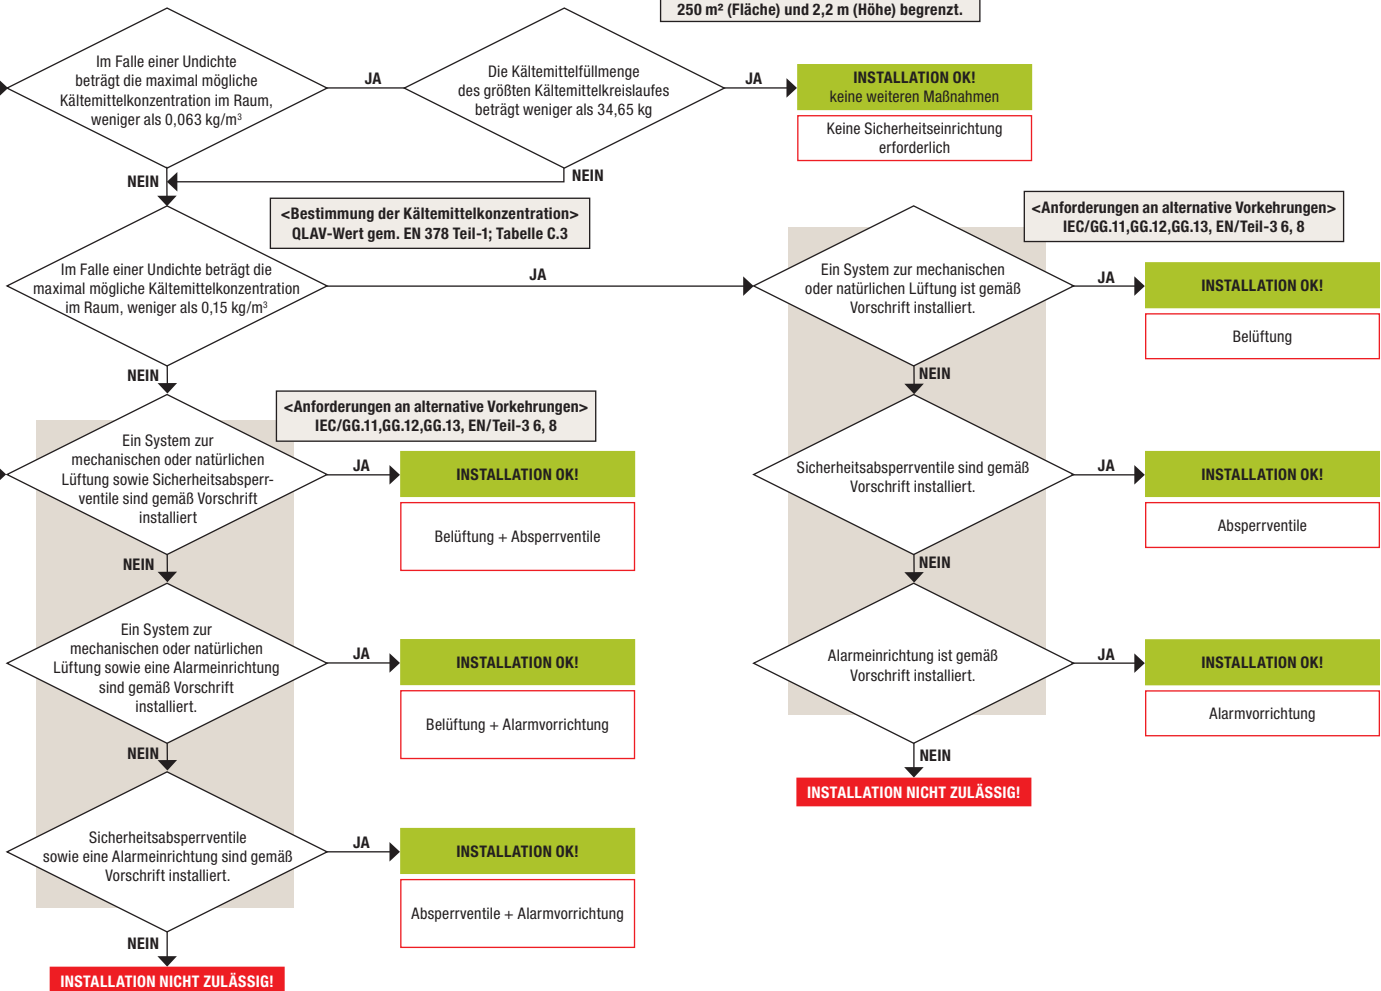 250 m² (Fläche) und 2,2 m (Höhe) begrenzt.
Im Falle einer Undichte
beträgt die maximal mögliche
Kältemittelkonzentration im Raum,
weniger als 0,063 kg/m³
JA
Die Kältemittelfüllmenge
des größten Kältemittelkreislaufes
beträgt weniger als 34,65 kg
JA
INSTALLATION OK!
keine weiteren Maßnahmen
Keine Sicherheitseinrichtung
erforderlich
NEIN
NEIN
<Bestimmung der Kältemittelkonzentration>
QLAV-Wert gem. EN 378 Teil-1; Tabelle C.3
Im Falle einer Undichte beträgt die
maximal mögliche Kältemittelkonzentration
im Raum, weniger als 0,15 kg/m³
JA
<Anforderungen an alternative Vorkehrungen>
IEC/GG.11,GG.12,GG.13, EN/Teil-3 6, 8
Ein System zur mechanischen
oder natürlichen Lüftung ist gemäß
Vorschrift installiert.
JA
INSTALLATION OK!
Belüftung
NEIN
NEIN
<Anforderungen an alternative Vorkehrungen>
IEC/GG.11,GG.12,GG.13, EN/Teil-3 6, 8
Ein System zur
mechanischen oder natürlichen
Lüftung sowie Sicherheitsabsperr-
ventile sind gemäß Vorschrift
installiert
JA
INSTALLATION OK!
Belüftung + Absperrventile
Sicherheitsabsperrventile sind gemäß
Vorschrift installiert.
JA
INSTALLATION OK!
Absperrventile
NEIN
NEIN
Ein System zur
mechanischen oder natürlichen
Lüftung sowie eine Alarmeinrichtung
sind gemäß Vorschrift
installiert.
JA
INSTALLATION OK!
Belüftung + Alarmvorrichtung
Alarmeinrichtung ist gemäß
Vorschrift installiert.
JA
INSTALLATION OK!
Alarmvorrichtung
NEIN
NEIN
INSTALLATION NICHT ZULÄSSIG!
Sicherheitsabsperrventile
sowie eine Alarmeinrichtung sind gemäß
Vorschrift installiert.
JA
INSTALLATION OK!
Absperrventile + Alarmvorrichtung
NEIN
INSTALLATION NICHT ZULÄSSIG!